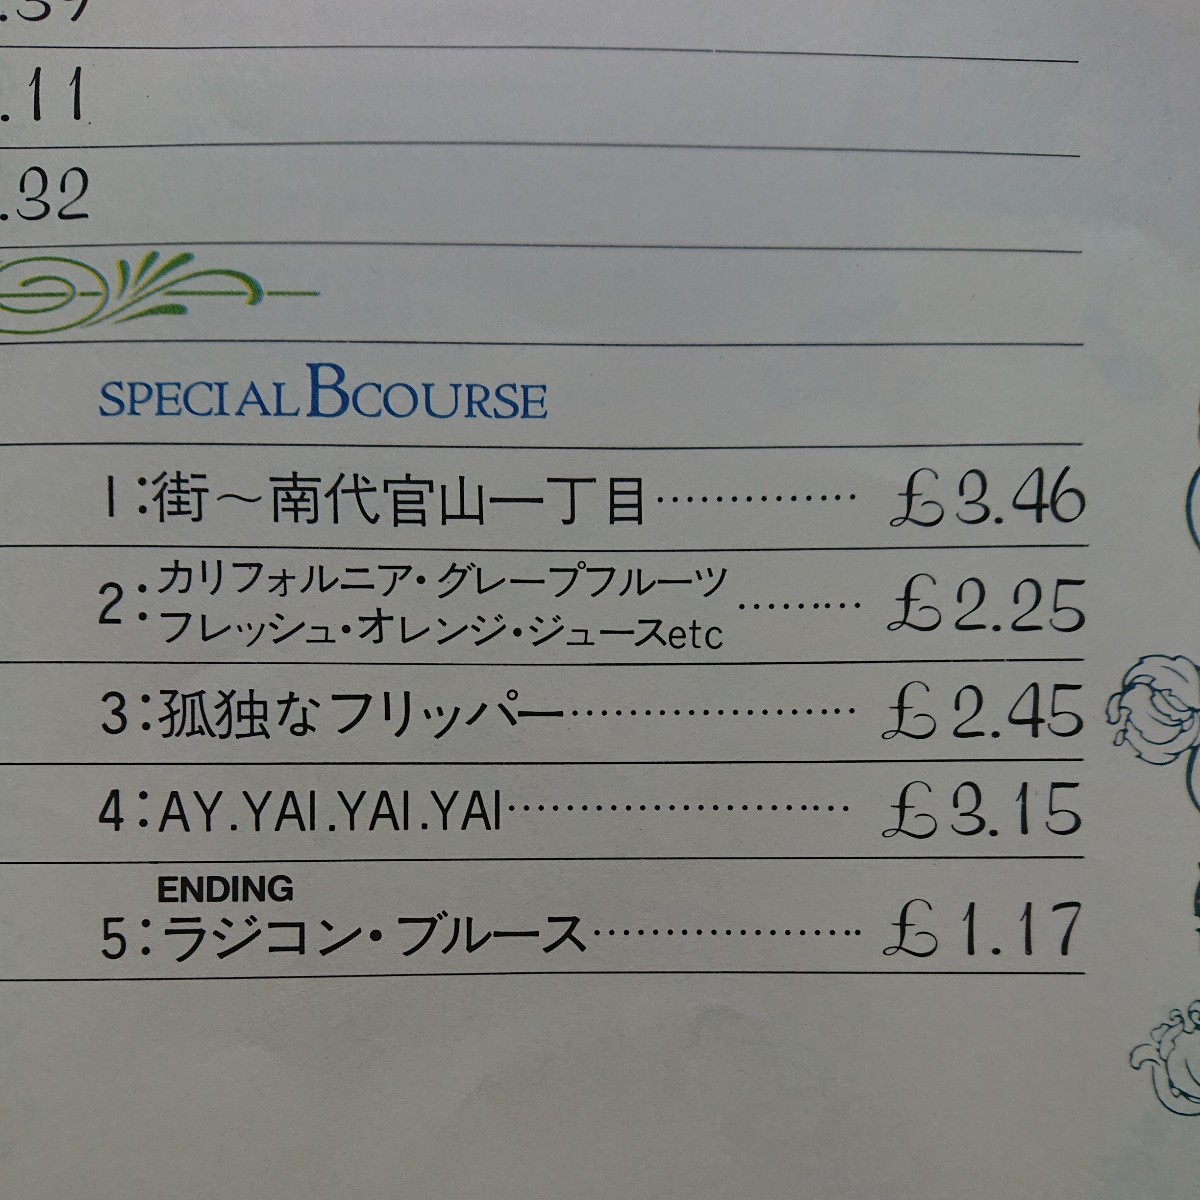 .11
.32
SPECIAL B COURSE
1:街～南代官山一丁目…………… £3.46
2:カリフォルニア・グレープフルーツ
フレッシュ・オレンジ・ジュースetc ……… £2.25
3:孤独なフリッパー………………… £2.45
4:AY.YAI.YAI.YAI……………………… £3.15
ENDING
5:ラジコン・ブルース………………… £1.17